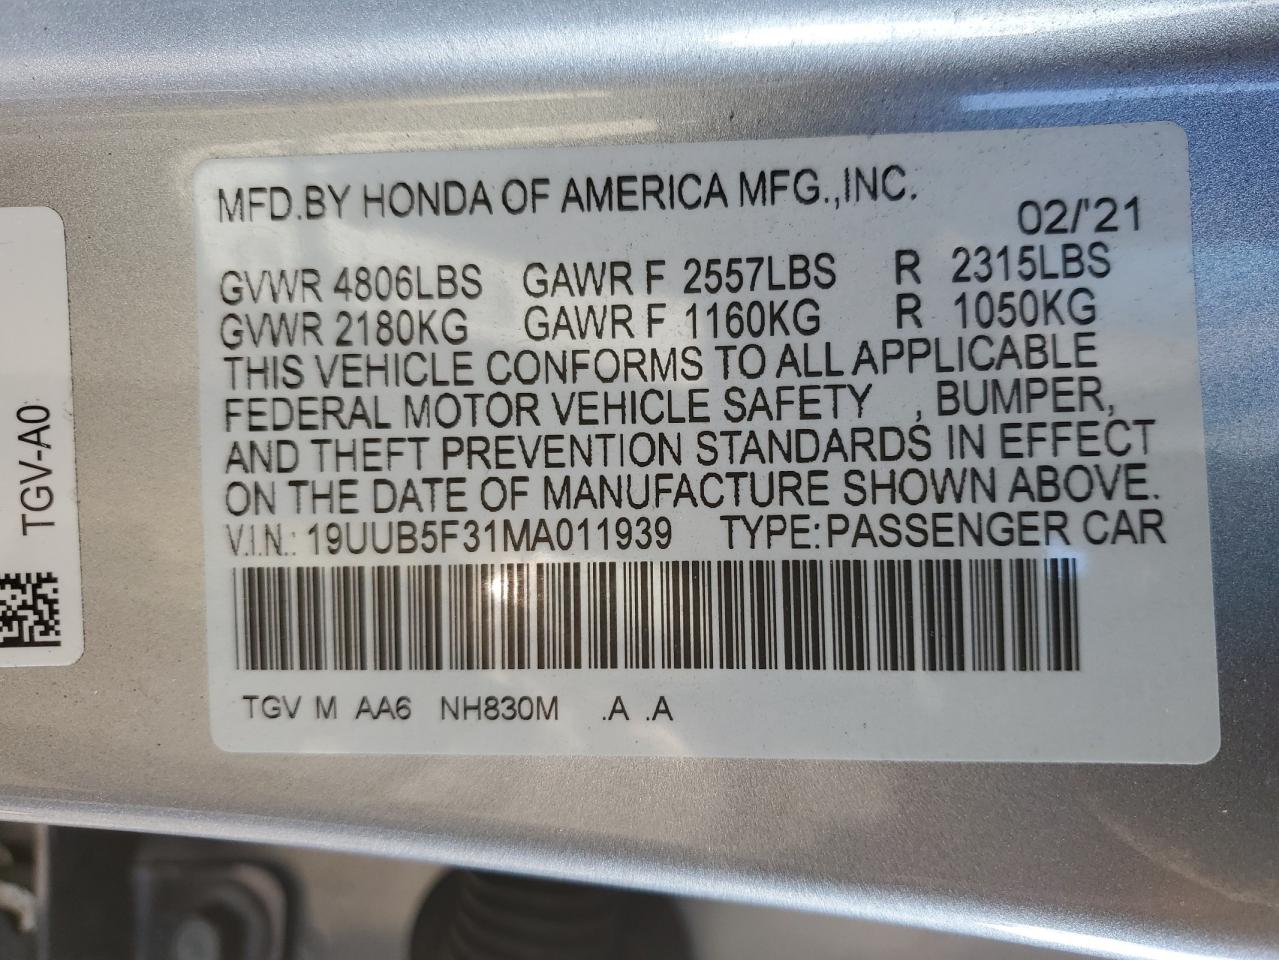 MFD.BY HONDA OF AMERICA MFG.,INC.
02/'21
GVWR 4806LBS GAWR F 2557LBS R 2315LBS
GVWR 2180KG GAWR F 1160KG R 1050KG
THIS VEHICLE CONFORMS TO ALL APPLICABLE
FEDERAL MOTOR VEHICLE SAFETY , BUMPER,
AND THEFT PREVENTION STANDARDS IN EFFECT
ON THE DATE OF MANUFACTURE SHOWN ABOVE.
V.I.N.: 19UUB5F31MA011939 TYPE:PASSENGER CAR
TGV M AA6 NH830M .A .A
TGV-A0